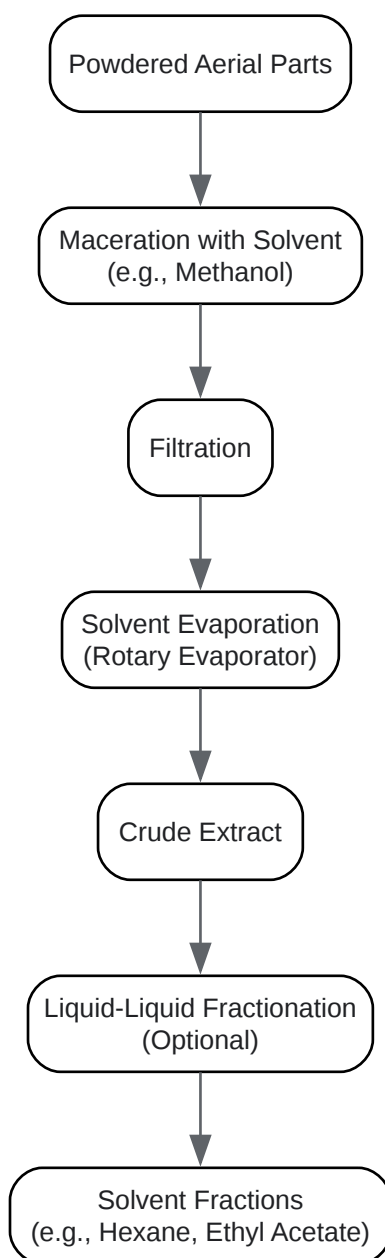 Powdered Aerial Parts
Maceration with Solvent
(e.g., Methanol)
Filtration
Solvent Evaporation
(Rotary Evaporator)
Crude Extract
Liquid-Liquid Fractionation
(Optional)
Solvent Fractions
(e.g., Hexane, Ethyl Acetate)